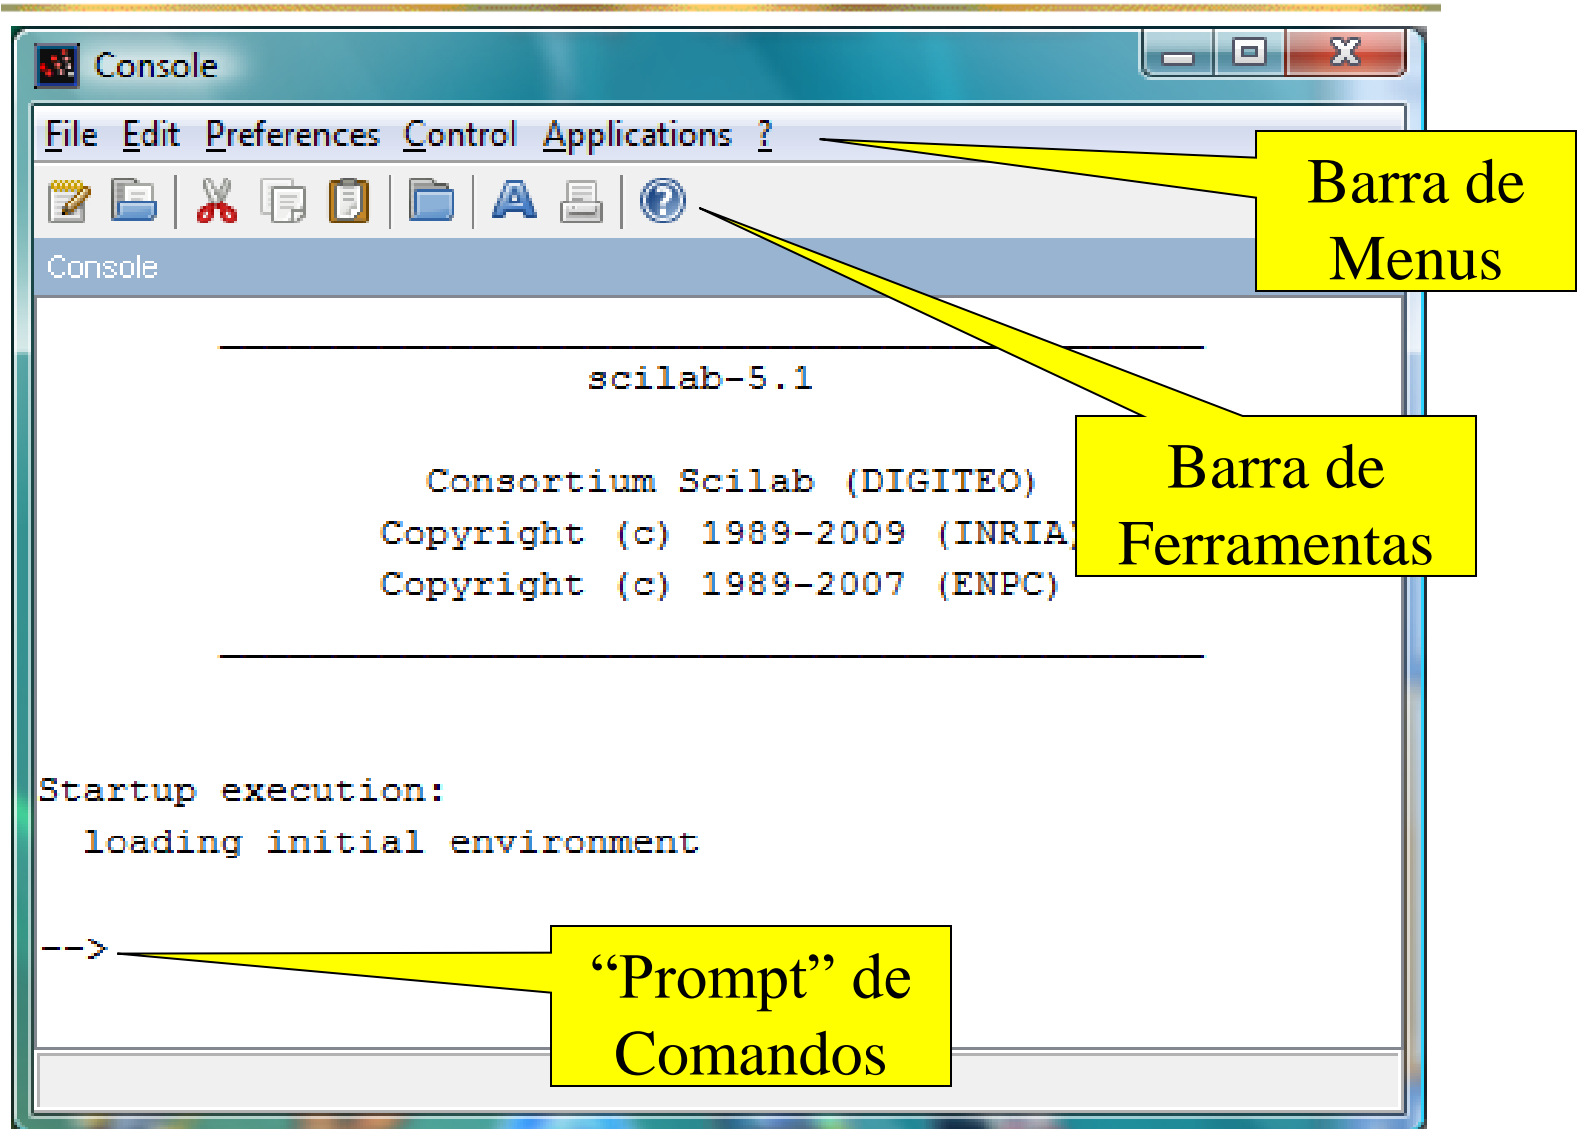 Console
File Edit Preferences Control Applications ?
Barra de
Menus
Console
scilab-5.1
Consortium Scilab (DIGITEO)
Copyright (c) 1989-2009 (INRIA)
Copyright (c) 1989-2007 (ENPC)
Barra de
Ferramentas
Startup execution:
loading initial environment
-->
“Prompt” de
Comandos